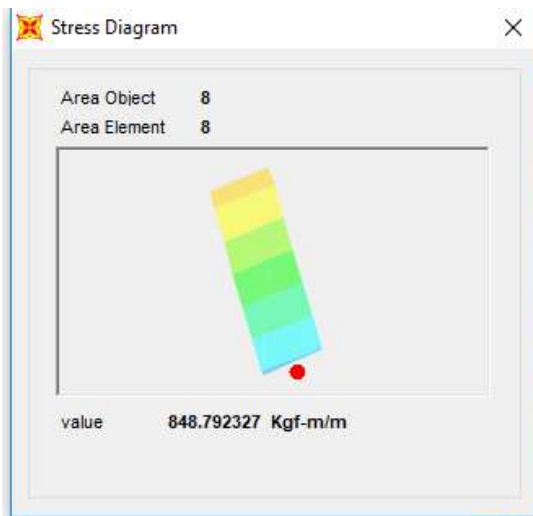 Stress Diagram
Area Object 8
Area Element 8
value 848.792327 Kgf-m/m